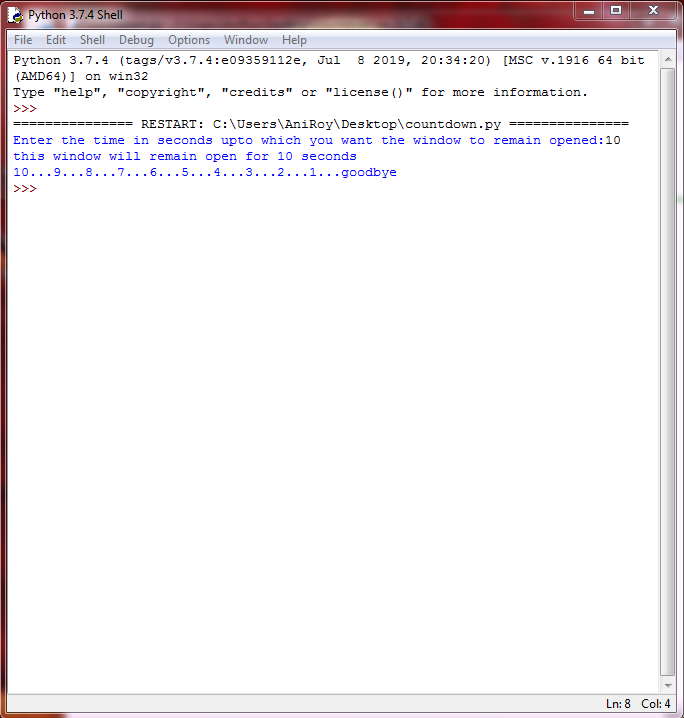 Python 3.7.4 Shell
File Edit Shell Debug Options Window Help
Python 3.7.4 (tags/v3.7.4:e09359112e, Jul  8 2019, 20:34:20) [MSC v.1916 64 bit
(AMD64)] on win32
Type "help", "copyright", "credits" or "license()" for more information.
>>>
=============== RESTART: C:\Users\AniRoy\Desktop\countdown.py ===============
Enter the time in seconds upto which you want the window to remain opened:10
this window will remain open for 10 seconds
10...9...8...7...6...5...4...3...2...1...goodbye
>>>
Ln: 8 Col: 4